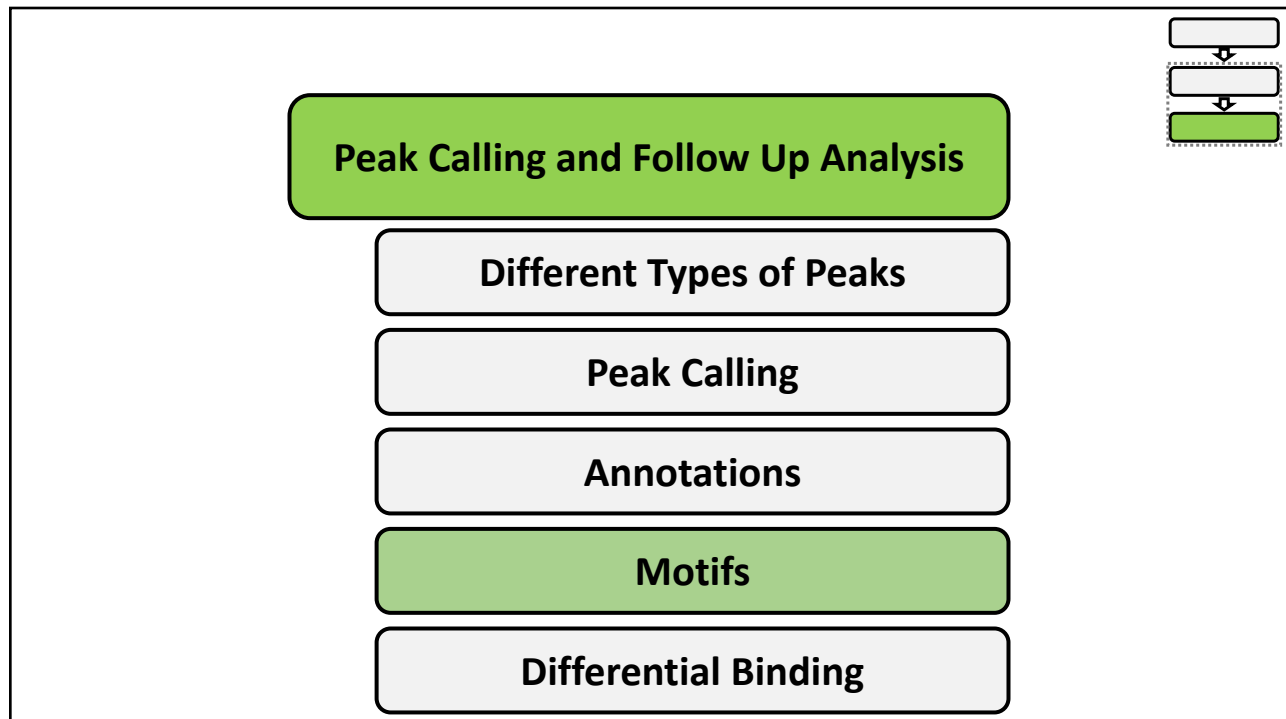 Peak Calling and Follow Up Analysis
Different Types of Peaks
Peak Calling
Annotations
Motifs
Differential Binding